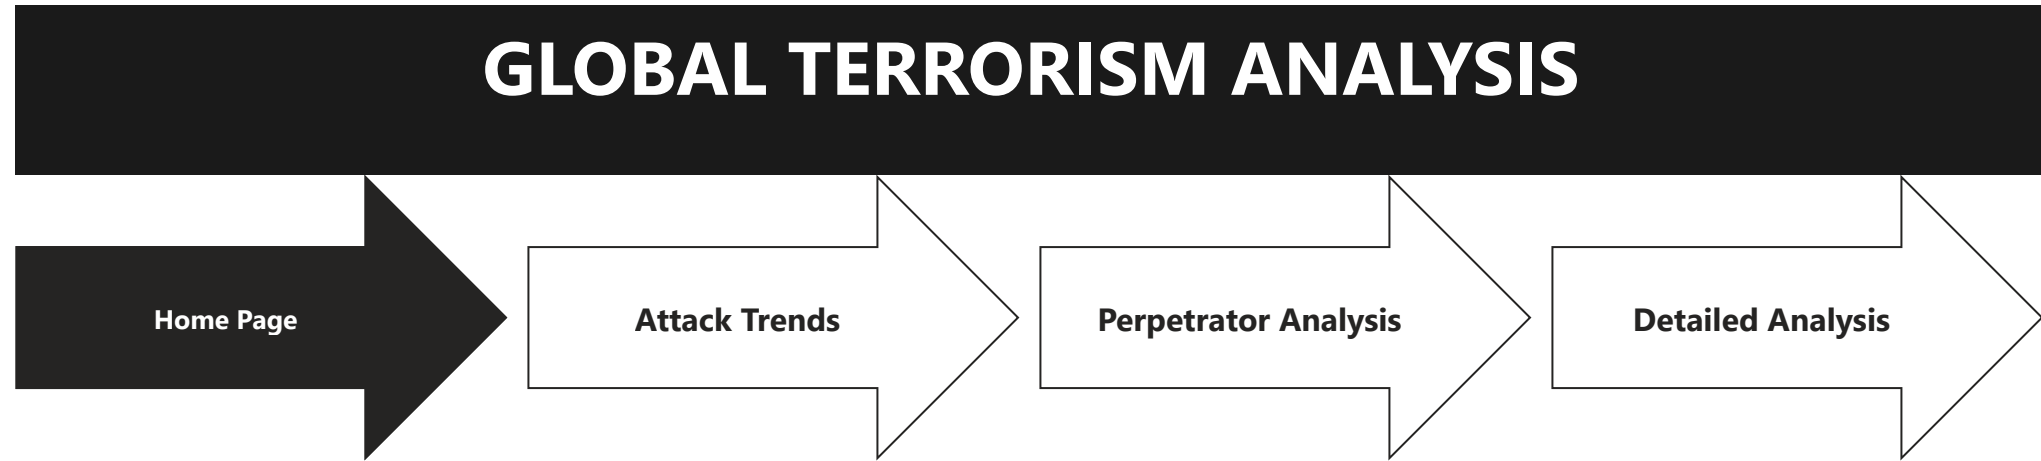 GLOBAL TERRORISM ANALYSIS
Home Page
Attack Trends
Perpetrator Analysis
Detailed Analysis